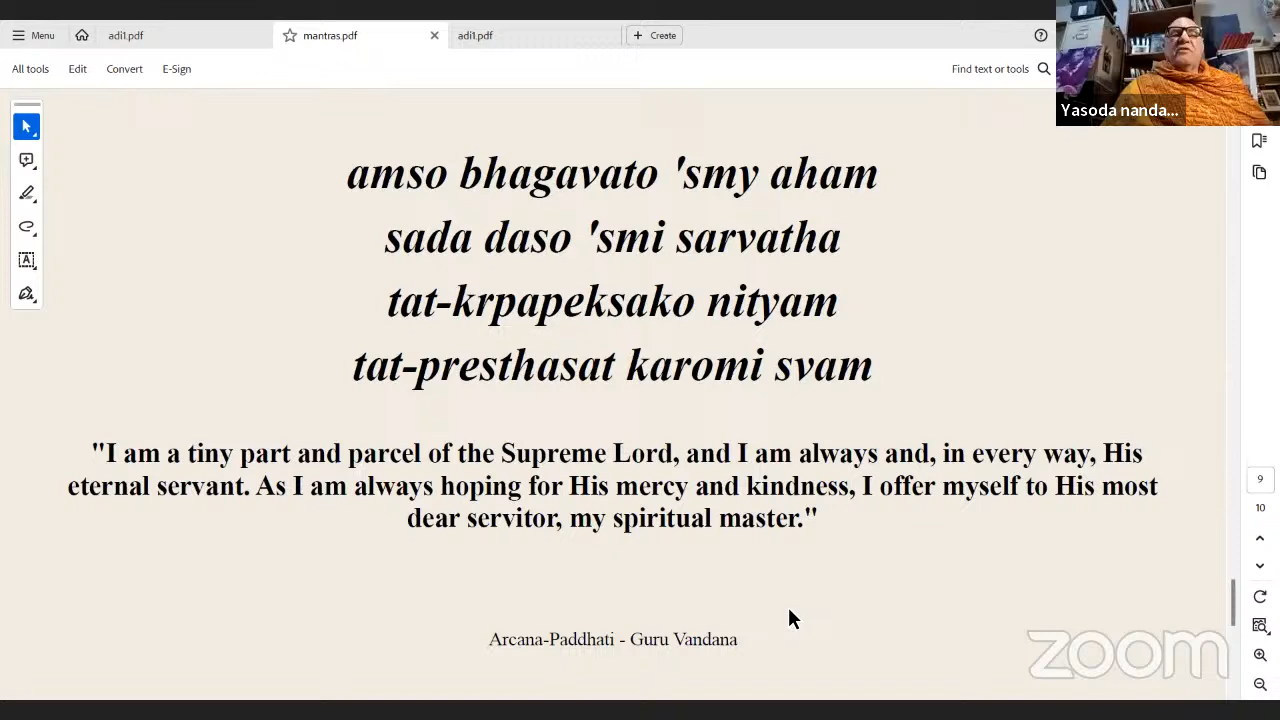 Menu
adi1.pdf
mantras.pdf
adi1.pdf
Create
All tools
Edit
Convert
E-Sign
Find text or tools
Yasoda nanda...
amso bhagavato 'smy aham
sada daso 'smi sarvatha
tat-krpapeksako nityam
tat-presthasat karomi svam
"I am a tiny part and parcel of the Supreme Lord, and I am always and, in every way, His
eternal servant. As I am always hoping for His mercy and kindness, I offer myself to His most
dear servitor, my spiritual master."
9
10
Arcana-Paddhati - Guru Vandana
zoom